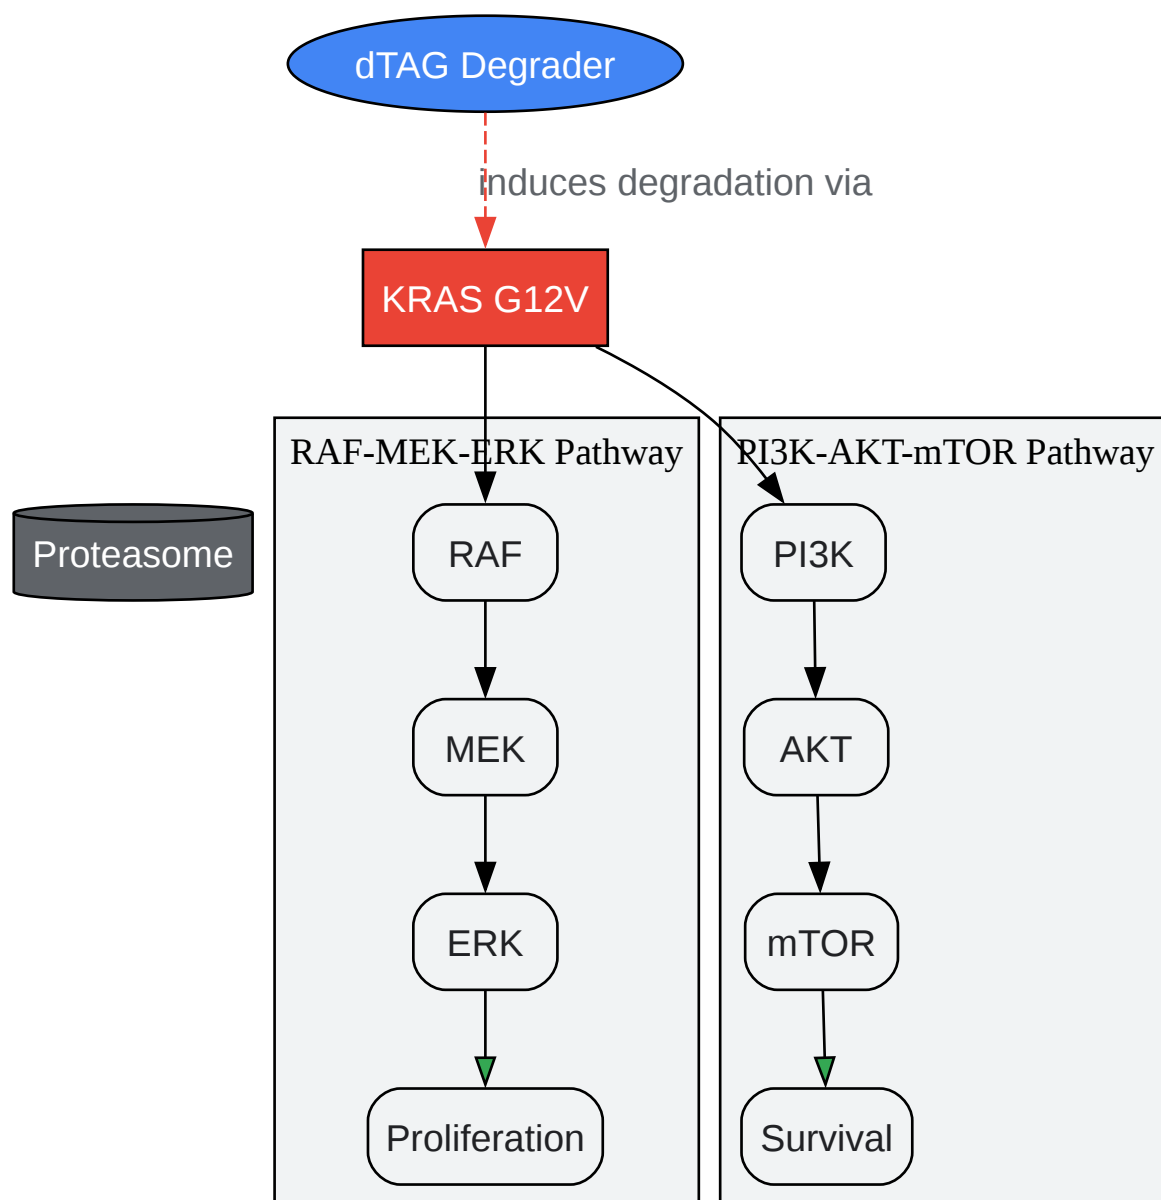 dTAG Degrader
induces degradation via
KRAS G12V
RAF-MEK-ERK Pathway
PI3K-AKT-mTOR Pathway
Proteasome
RAF
PI3K
MEK
AKT
ERK
mTOR
Proliferation
Survival